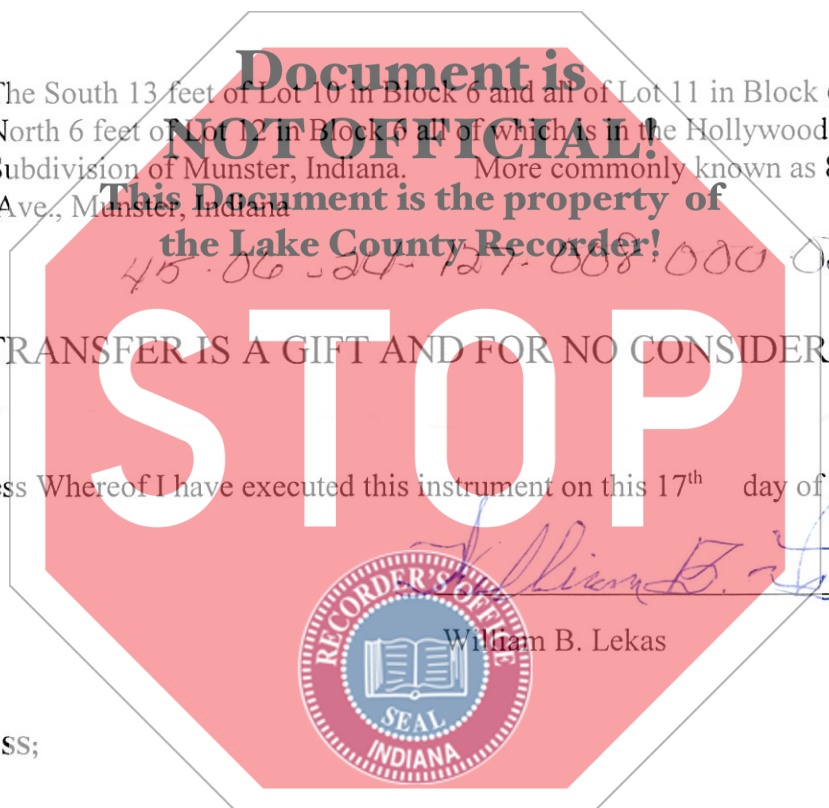 Document is
The South 13 feet of Lot 10 in Block 6 and all of Lot 11 in Block
North 6 feet of Lot 12 in Block 6 all of which is in the Hollywood
NOT OFFICIAL!
Subdivision of Munster, Indiana. More commonly known as 8
This Document is the property of
Ave., Munster, Indiana
the Lake County Recorder!
45-06-24-127-008.000-0
TRANSFER IS A GIFT AND FOR NO CONSIDER
STOP
ess Whereof I have executed this instrument on this 17th day of
William B.
RECORDER'S OFFICE
William B. Lekas
SEAL
INDIANA
ss;